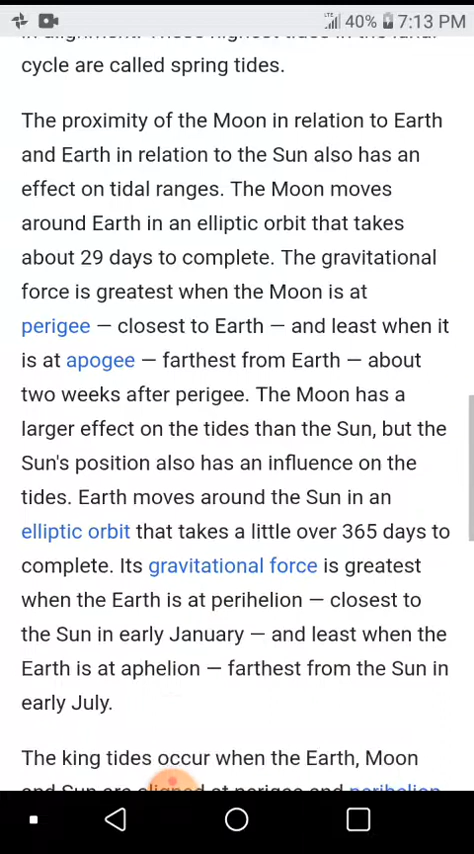 40% 7:13 PM
cycle are called spring tides.
The proximity of the Moon in relation to Earth
and Earth in relation to the Sun also has an
effect on tidal ranges. The Moon moves
around Earth in an elliptic orbit that takes
about 29 days to complete. The gravitational
force is greatest when the Moon is at
perigee — closest to Earth — and least when it
is at apogee — farthest from Earth — about
two weeks after perigee. The Moon has a
larger effect on the tides than the Sun, but the
Sun's position also has an influence on the
tides. Earth moves around the Sun in an
elliptic orbit that takes a little over 365 days to
complete. Its gravitational force is greatest
when the Earth is at perihelion — closest to
the Sun in early January — and least when the
Earth is at aphelion — farthest from the Sun in
early July.
The king tides occur when the Earth, Moon
and Sun are aligned at perigee and perihelion